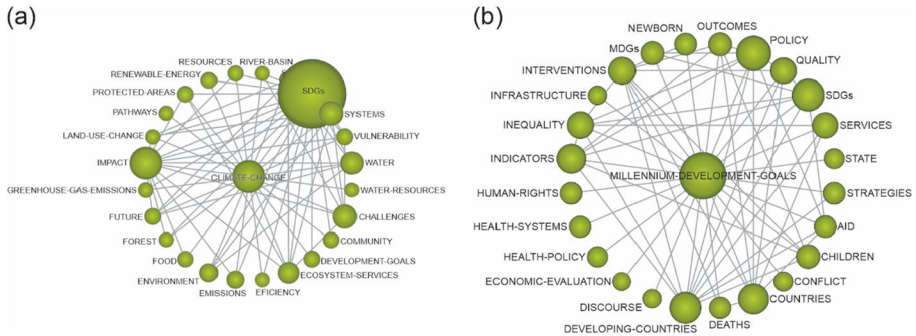 (a)
RESOURCES
RIVER-BASIN
RENEWABLE-ENERGY
SDGs
PROTECTED-AREAS
SYSTEMS
PATHWAYS
VULNERABILITY
LAND-USE-CHANGE
IMPACT
WATER
CLIMATE-CHANGE
GREENHOUSE-GAS-EMISSIONS
WATER-RESOURCES
FUTURE
CHALLENGES
FOREST
COMMUNITY
FOOD
DEVELOPMENT-GOALS
ENVIRONMENT
ECOSYSTEM-SERVICES
EMISSIONS
EFICIENCY
(b)
NEWBORN
OUTCOMES
MDGs
POLICY
INTERVENTIONS
QUALITY
INFRASTRUCTURE
SDGs
INEQUALITY
SERVICES
INDICATORS
STATE
MILLENNIUM-DEVELOPMENT-GOALS
HUMAN-RIGHTS
STRATEGIES
HEALTH-SYSTEMS
AID
HEALTH-POLICY
CHILDREN
ECONOMIC-EVALUATION
CONFLICT
DISCOURSE
COUNTRIES
DEVELOPING-COUNTRIES
DEATHS